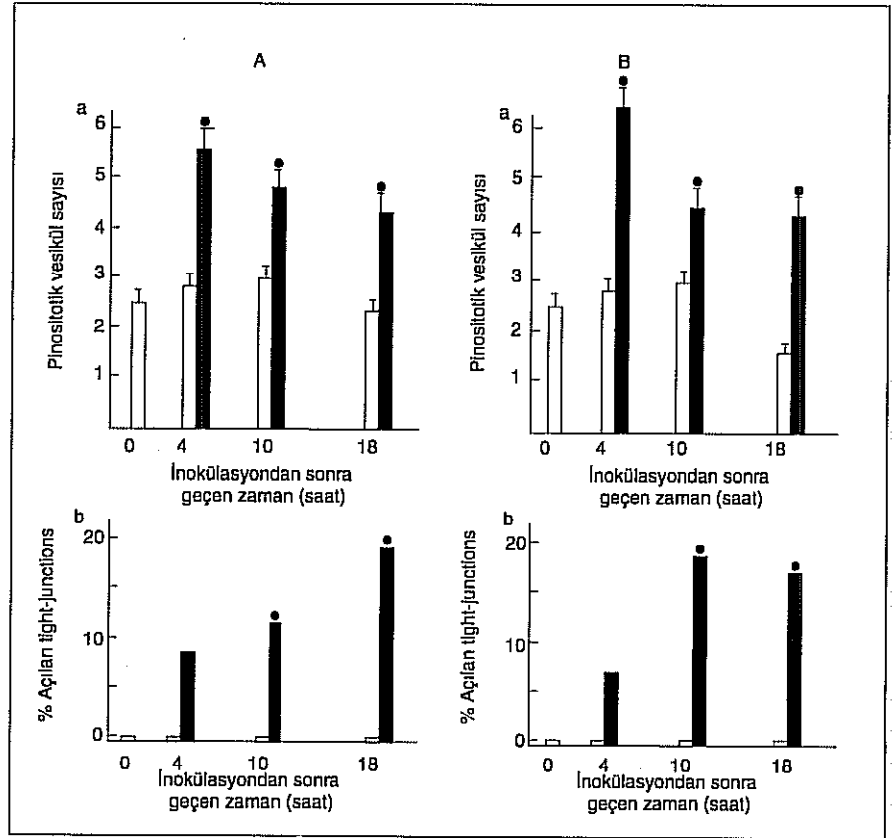 A
a
6
5
4
3
2
1
Pinositotik vesikül sayısı
0 4 10 18
İnokülasyondan sonra
geçen zaman (saat)
B
a
6
5
4
3
2
1
Pinositotik vesikül sayısı
0 4 10 18
İnokülasyondan sonra
geçen zaman (saat)
b
20
10
0
% Açılan tight-junctions
0 4 10 18
İnokülasyondan sonra
geçen zaman (saat)
b
20
10
0
% Açılan tight-junctions
0 4 10 18
İnokülasyondan sonra
geçen zaman (saat)